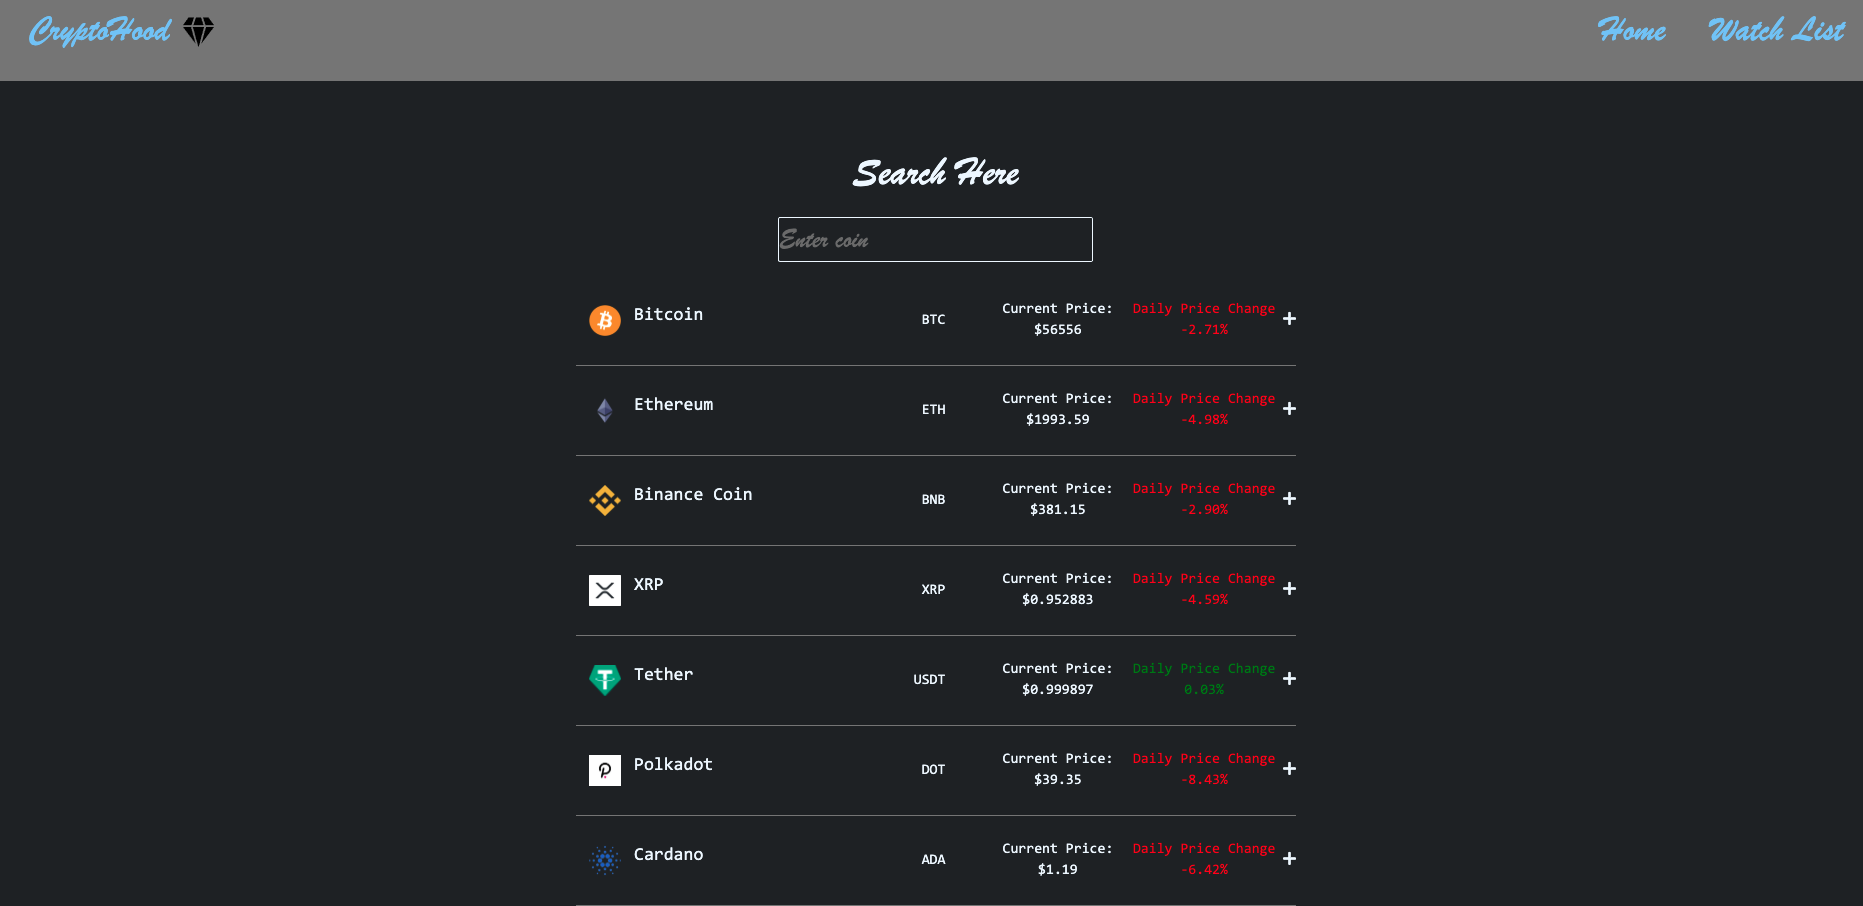 CryptoHood
Home Watch List
Search Here
Enter coin
Bitcoin BTC Current Price: Daily Price Change +
$56556 -2.71%
Ethereum ETH Current Price: Daily Price Change +
$1993.59 -4.98%
Binance Coin BNB Current Price: Daily Price Change +
$381.15 -2.90%
XRP XRP Current Price: Daily Price Change +
$0.952883 -4.59%
Tether USDT Current Price: Daily Price Change +
$0.999897 0.03%
Polkadot DOT Current Price: Daily Price Change +
$39.35 -8.43%
Cardano ADA Current Price: Daily Price Change +
$1.19 -6.42%